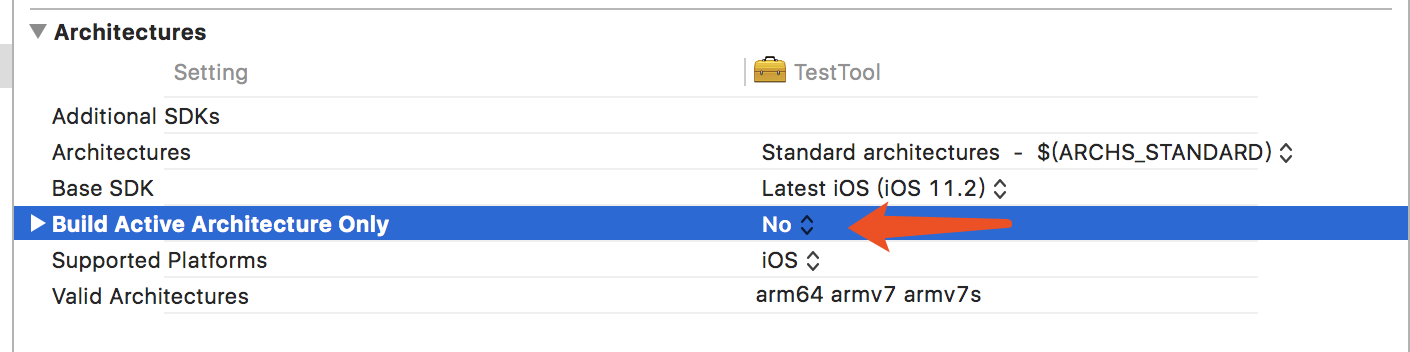 Architectures
Setting TestTool
Additional SDKs
Architectures Standard architectures - $(ARCHS_STANDARD)
Base SDK Latest iOS (iOS 11.2)
Build Active Architecture Only No
Supported Platforms iOS
Valid Architectures arm64 armv7 armv7s